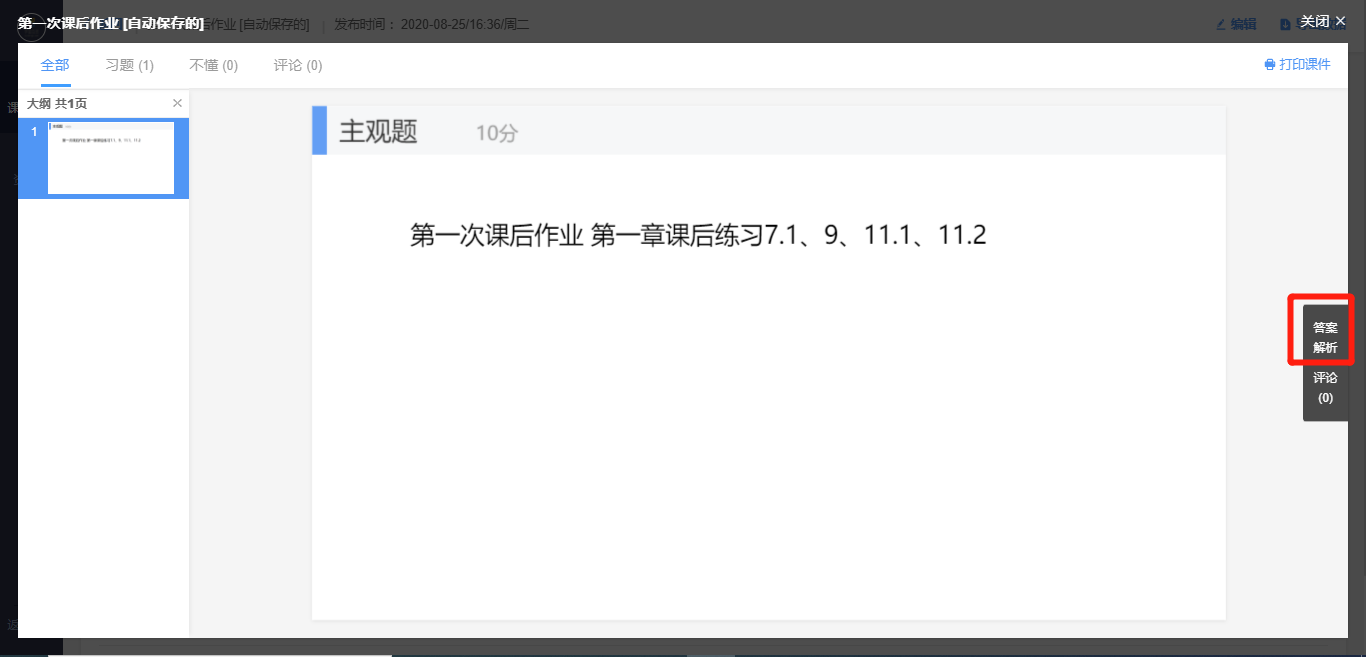 第一次课后作业 [自动保存的]
作业 [自动保存的]
发布时间： 2020-08-25/16:36/周二
编辑
关闭 ×
全部 习题 (1) 不懂 (0) 评论 (0)
打印课件
大纲 共1页 ×
1
主观题 10分
第一次课后作业 第一章课后练习7.1、9、11.1、11.2
答案
解析
评论
(0)